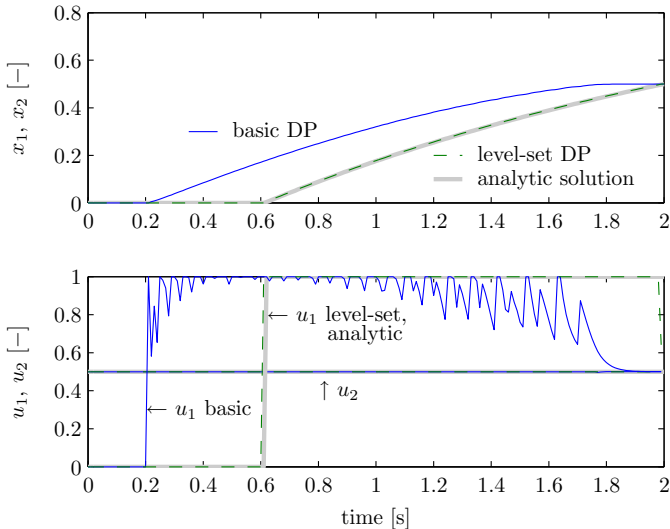 0.8
0.6
0.4
0.2
0
x₁, x₂ [−]
basic DP
level-set DP
analytic solution
0 0.2 0.4 0.6 0.8 1 1.2 1.4 1.6 1.8 2
1
0.8
0.6
0.4
0.2
0
u₁, u₂ [−]
← u₁ level-set,
analytic
← u₁ basic
↑ u₂
0 0.2 0.4 0.6 0.8 1 1.2 1.4 1.6 1.8 2
time [s]